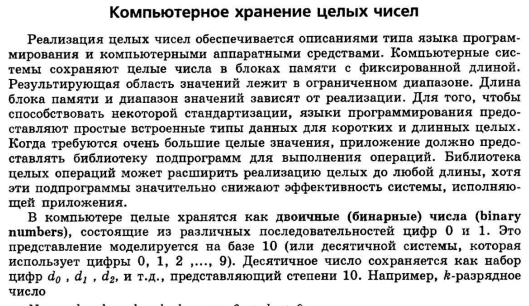 Компьютерное хранение целых чисел
Реализация целых чисел обеспечивается описаниями типа языка програм-
мирования и компьютерными аппаратными средствами. Компьютерные сис-
темы сохраняют целые числа в блоках памяти с фиксированной длиной.
Результирующая область значений лежит в ограниченном диапазоне. Длина
блока памяти и диапазон значений зависят от реализации. Для того, чтобы
способствовать некоторой стандартизации, языки программирования предо-
ставляют простые встроенные типы данных для коротких и длинных целых.
Когда требуются очень большие целые значения, приложение должно предо-
ставлять библиотеку подпрограмм для выполнения операций. Библиотека
целых операций может расширить реализацию целых до любой длины, хотя
эти подпрограммы значительно снижают эффективность системы, исполняю-
щей приложения.
В компьютере целые хранятся как двоичные (бинарные) числа (binary
numbers), состоящие из различных последовательностей цифр 0 и 1. Это
представление моделируется на базе 10 (или десятичной системы, которая
использует цифры 0, 1, 2 ,..., 9). Десятичное число сохраняется как набор
цифр d₀ , d₁ , d₂, и т.д., представляющий степени 10. Например, k-разрядное
число